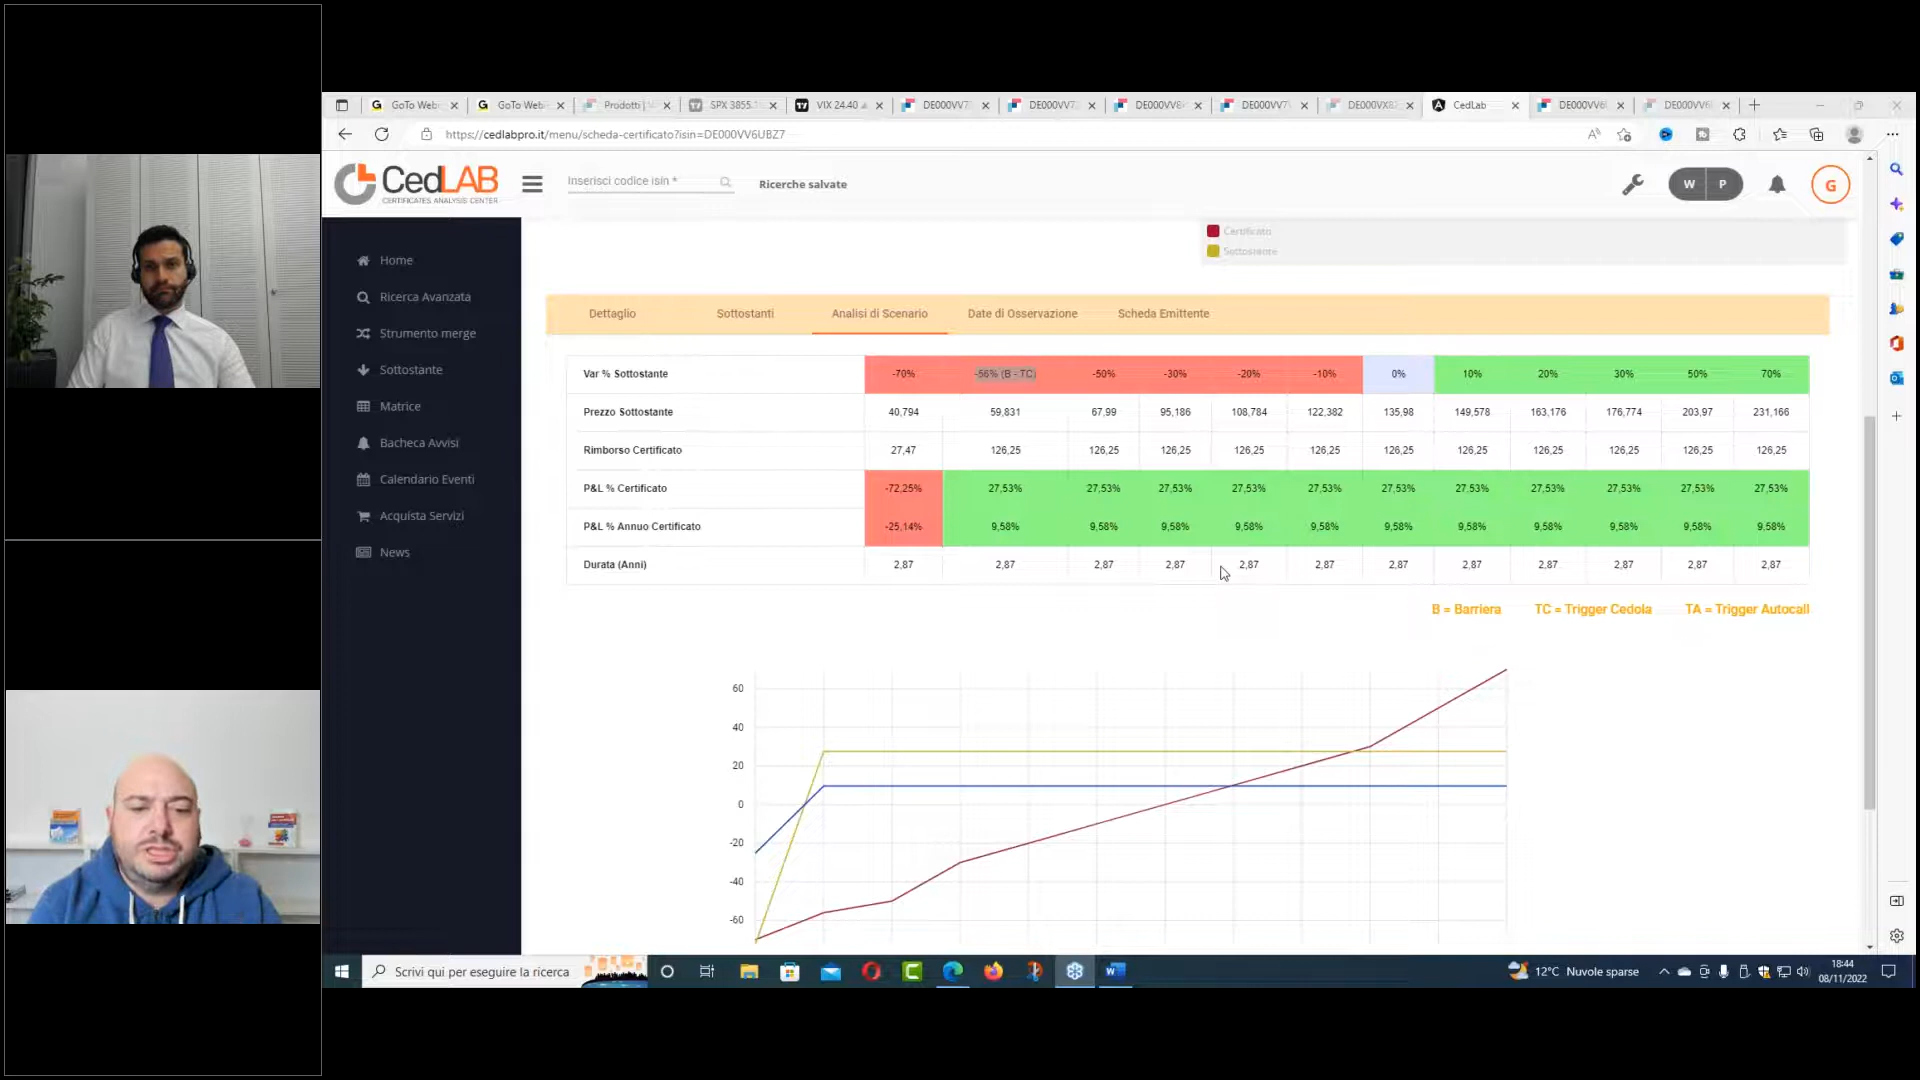 GoTo Web
GoTo Web
Prodotti |
SPX 3855.
VIX 24.40
DE000VV7
DE000VV7
DE000VV8
DE000VV7
DE000VX8
CedLab
DE000VV6
DE000VV6
https://cedlabpro.it/menu/scheda-certificato?isin=DE000VV6UBZ7
CedLAB
CERTIFICATES ANALYSIS CENTER
Inserisci codice isin *
Ricerche salvate
W P
G
Home
Ricerca Avanzata
Strumento merge
Sottostante
Matrice
Bacheca Avvisi
Calendario Eventi
Acquista Servizi
News
Certificato
Sottostante
Dettaglio Sottostanti Analisi di Scenario Date di Osservazione Scheda Emittente
Var % Sottostante -70% -56% (B - TC) -50% -30% -20% -10% 0% 10% 20% 30% 50% 70%
Prezzo Sottostante 40,794 59,831 67,99 95,186 108,784 122,382 135,98 149,578 163,176 176,774 203,97 231,166
Rimborso Certificato 27,47 126,25 126,25 126,25 126,25 126,25 126,25 126,25 126,25 126,25 126,25 126,25
P&L % Certificato -72,25% 27,53% 27,53% 27,53% 27,53% 27,53% 27,53% 27,53% 27,53% 27,53% 27,53% 27,53%
P&L % Annuo Certificato -25,14% 9,58% 9,58% 9,58% 9,58% 9,58% 9,58% 9,58% 9,58% 9,58% 9,58% 9,58%
Durata (Anni) 2,87 2,87 2,87 2,87 2,87 2,87 2,87 2,87 2,87 2,87 2,87 2,87
B = Barriera TC = Trigger Cedola TA = Trigger Autocall
60
40
20
0
-20
-40
-60
Scrivi qui per eseguire la ricerca
12°C Nuvole sparse
18:44
08/11/2022